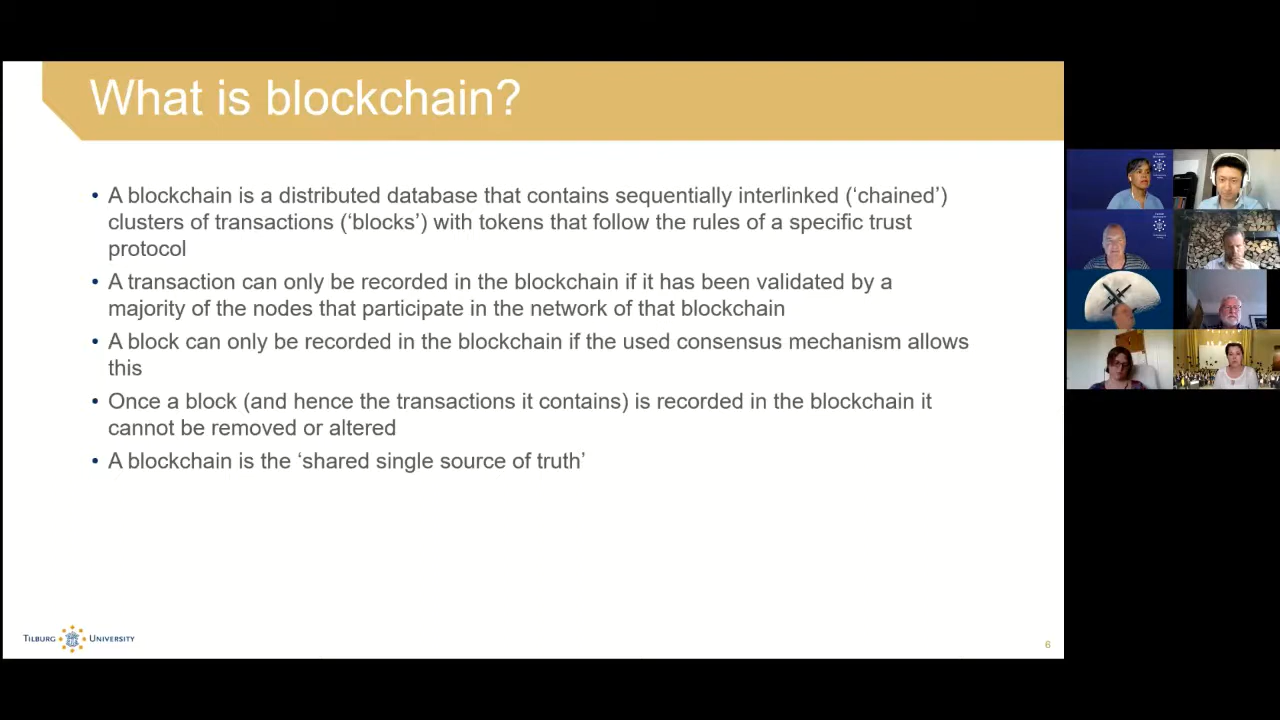 What is blockchain?
• A blockchain is a distributed database that contains sequentially interlinked (‘chained’)
clusters of transactions (‘blocks’) with tokens that follow the rules of a specific trust
protocol
• A transaction can only be recorded in the blockchain if it has been validated by a
majority of the nodes that participate in the network of that blockchain
• A block can only be recorded in the blockchain if the used consensus mechanism allows
this
• Once a block (and hence the transactions it contains) is recorded in the blockchain it
cannot be removed or altered
• A blockchain is the ‘shared single source of truth’
TILBURG UNIVERSITY
6